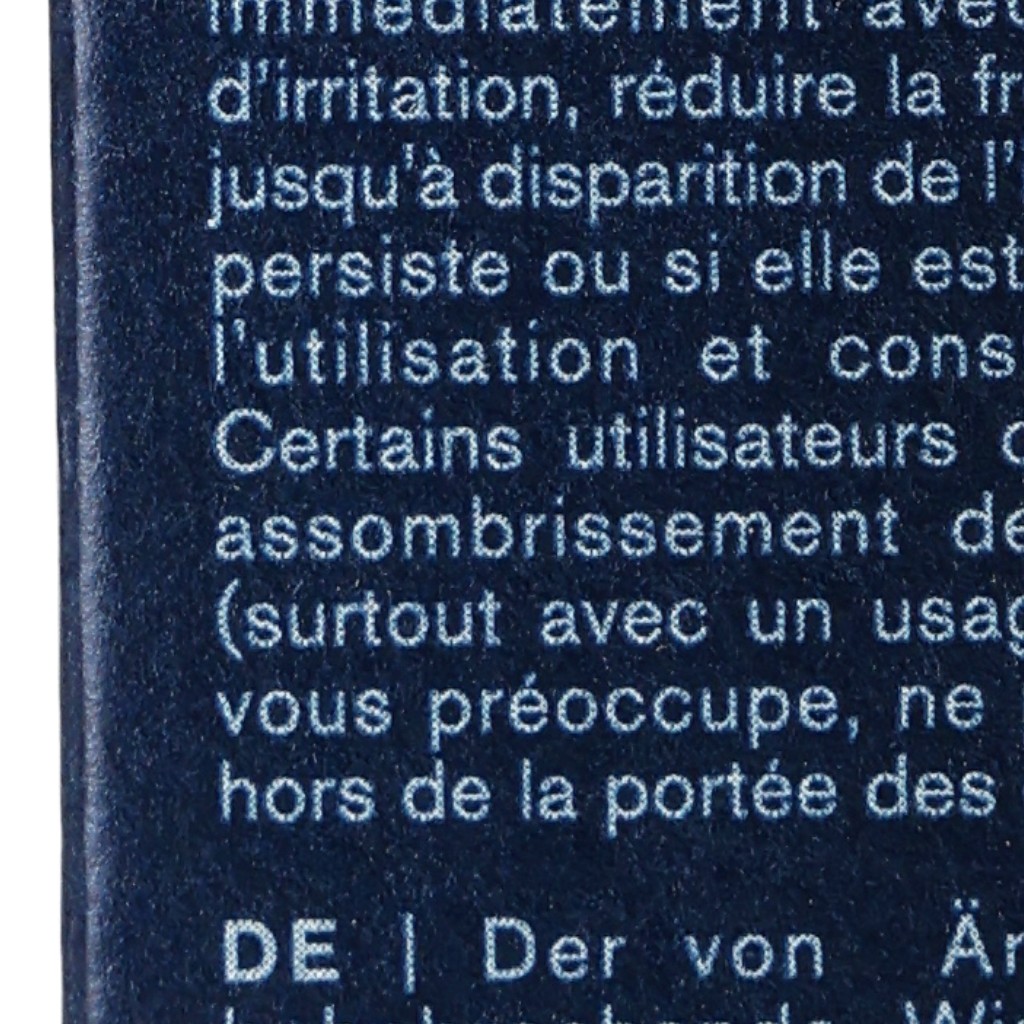 immédiatement avec
d'irritation, réduire la fr
jusqu'à disparition de l'
persiste ou si elle est
l'utilisation et cons
Certains utilisateurs
assombrissement de
(surtout avec un usag
vous préoccupe, ne
hors de la portée des
DE | Der von Än